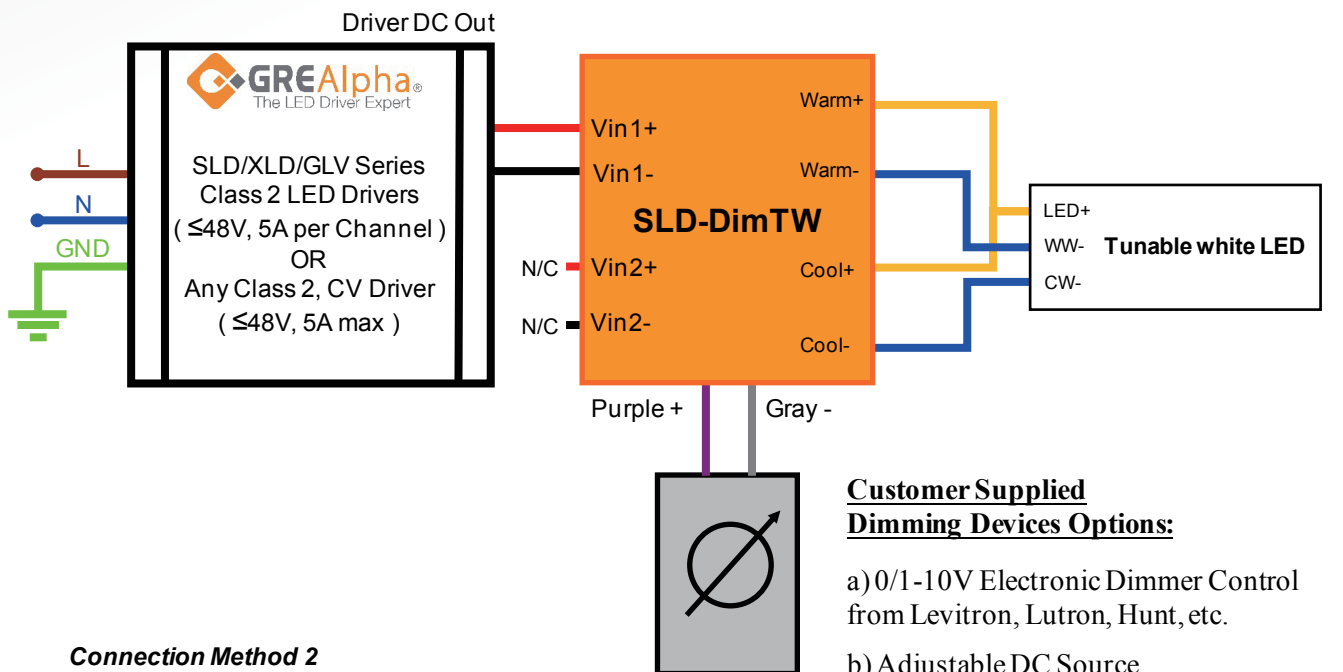 Driver DC Out
GREAlpha®
The LED Driver Expert
L
N
GND
SLD/XLD/GLV Series
Class 2 LED Drivers
( ≤48V, 5A per Channel )
OR
Any Class 2, CV Driver
( ≤48V, 5A max )
Vin1+
Vin1-
SLD-DimTW
N/C
Vin2+
N/C
Vin2-
Warm+
Warm-
Cool+
Cool-
LED+
WW-
Tunable white LED
CW-
Purple +
Gray -
Customer Supplied
Dimming Devices Options:
a) 0/1-10V Electronic Dimmer Control
from Levitron, Lutron, Hunt, etc.
b) Adjustable DC Source
Connection Method 2